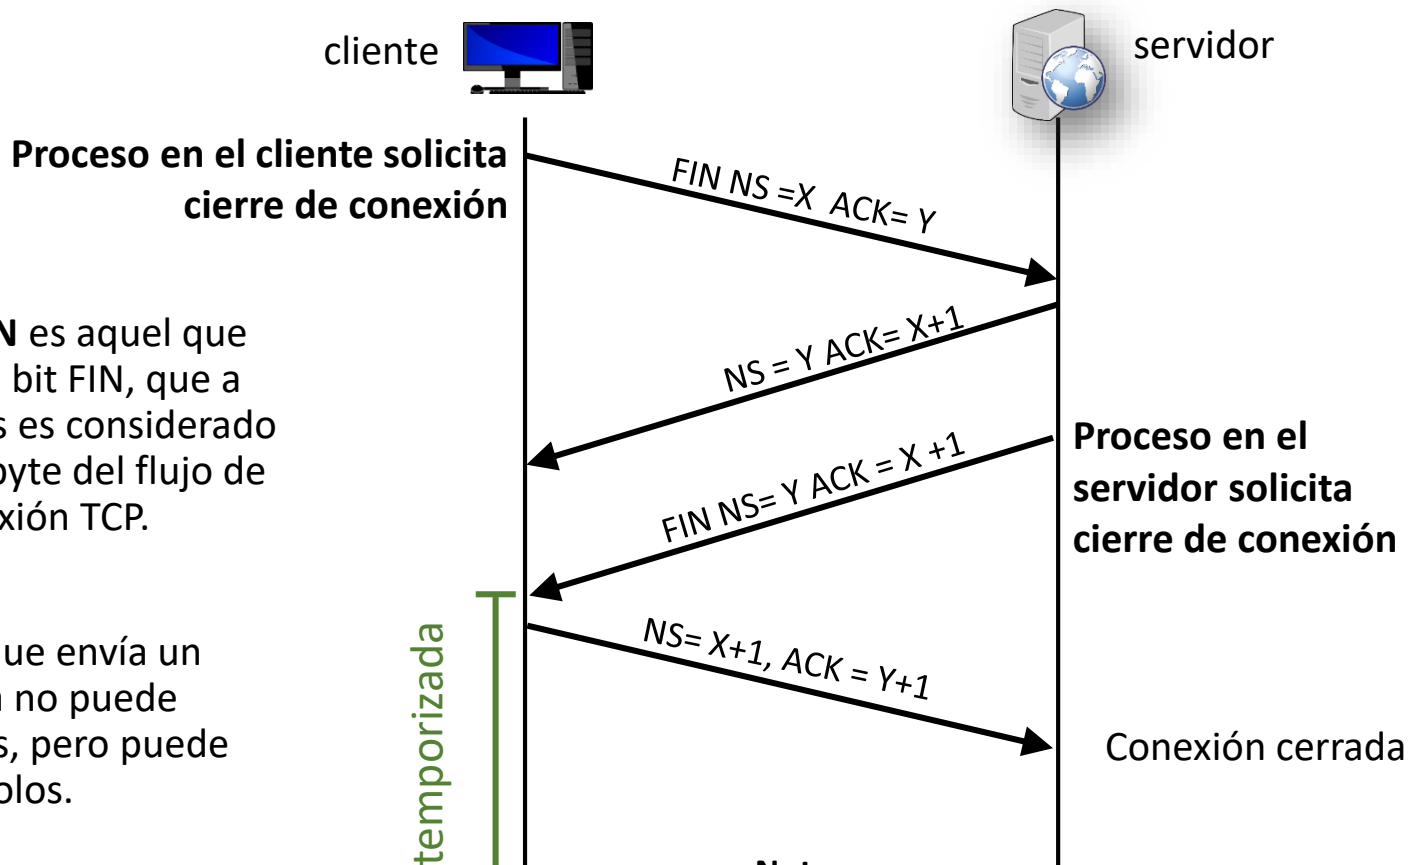 cliente
servidor
Proceso en el cliente solicita
cierre de conexión
FIN NS =X ACK= Y
NS = Y ACK= X+1
N es aquel que
bit FIN, que a
s es considerado
byte del flujo de
xión TCP.
FIN NS= Y ACK = X +1
Proceso en el
servidor solicita
cierre de conexión
NS= X+1, ACK = Y+1
ue envía un
no puede
s, pero puede
olos.
temporizada
Conexión cerrada